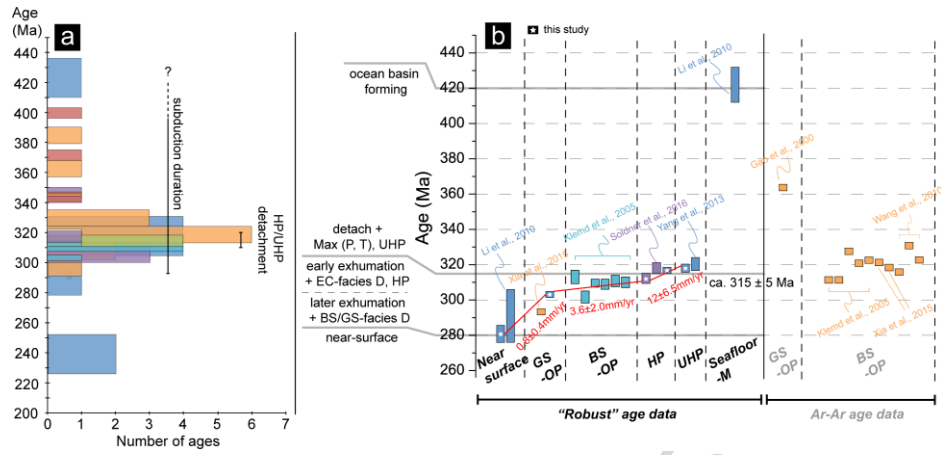 Age
(Ma)
a
440
420
400
380
360
340
320
300
280
260
240
220
200
0 1 2 3 4 5 6 7
Number of ages
?
subduction duration
HP/UHP
detachment
ocean basin
forming
detach +
Max (P, T), UHP
early exhumation
+ EC-facies D, HP
later exhumation
+ BS/GS-facies D
near-surface
b
this study
Age (Ma)
440
420
400
380
360
340
320
300
280
260
Li et al., 2010
Li et al., 2010
Klemd et al., 2005
Soldner et al., 2016
Yang et al., 2013
0.8±0.4mm/yr
3.6±2.0mm/yr
12±6.5mm/yr
ca. 315 ± 5 Ma
Gao et al., 2000
Wang et al., 2010
Klemd et al., 2005
Xia et al., 2015
Near
surface
GS
-OP
BS
-OP
HP
UHP
Seafloor
-M
GS
-OP
BS
-OP
"Robust" age data
Ar-Ar age data